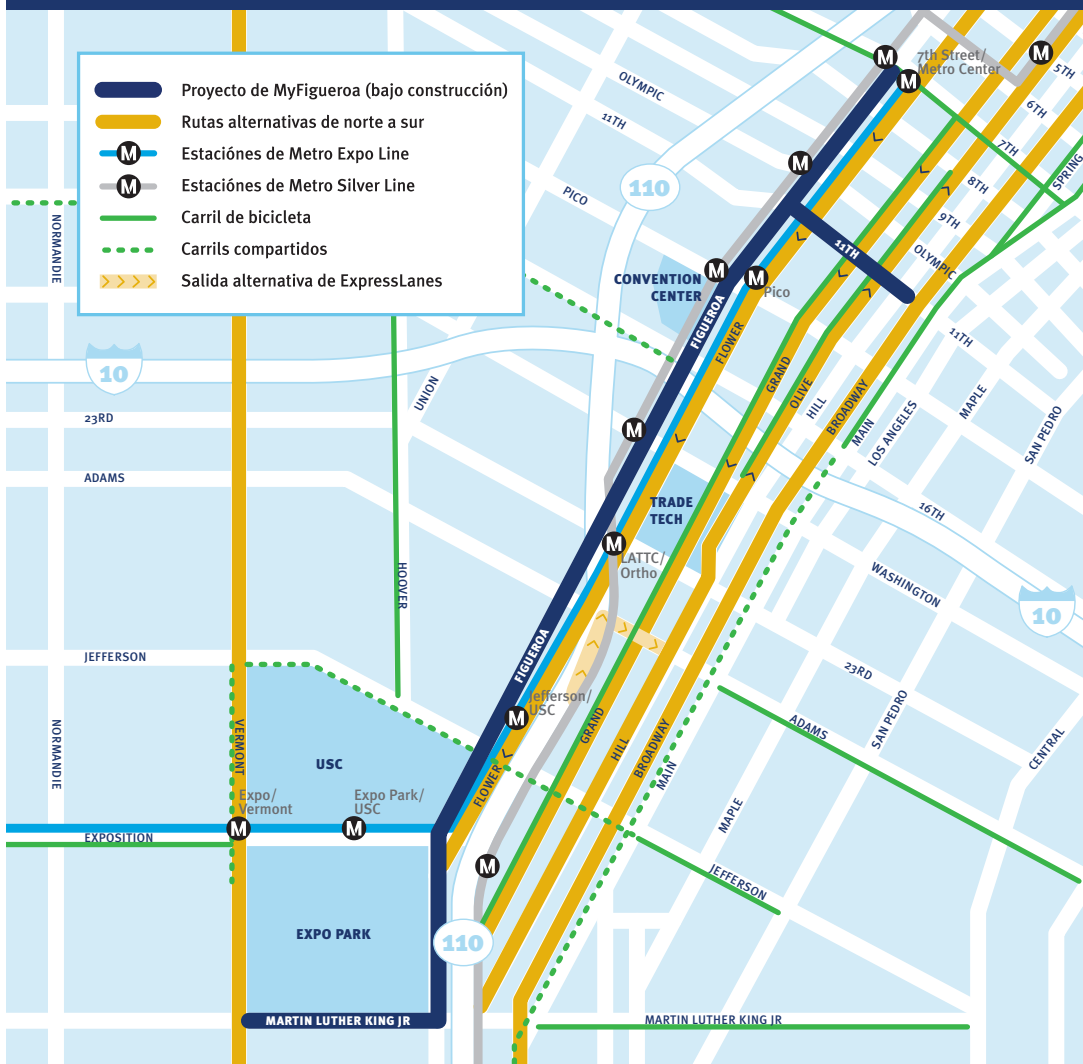 Proyecto de MyFigueroa (bajo construcción)
Rutas alternativas de norte a sur
M Estaciónes de Metro Expo Line
M Estaciónes de Metro Silver Line
Carril de bicicleta
Carrils compartidos
Salida alternativa de ExpressLanes
M
7th Street/
Metro Center
M
M
5TH
OLYMPIC
6TH
11TH
7TH
SPRING
M
8TH
110
PICO
9TH
NORMANDIE
11TH
OLYMPIC
CONVENTION
CENTER
M
M
Pico
FIGUEROA
FLOWER
11TH
10
GRAND
OLIVE
HILL
BROADWAY
UNION
MAPLE
23RD
MAIN
LOS ANGELES
SAN PEDRO
M
ADAMS
TRADE
TECH
16TH
M
LATTC/
Ortho
HOOVER
WASHINGTON
10
JEFFERSON
FIGUEROA
23RD
Jefferson/
USC
M
NORMANDIE
VERMONT
USC
GRAND
HILL
BROADWAY
ADAMS
SAN PEDRO
CENTRAL
FLOWER
MAIN
Expo/
Vermont
M
Expo Park/
USC
M
MAPLE
EXPOSITION
M
JEFFERSON
EXPO PARK
110
MARTIN LUTHER KING JR
MARTIN LUTHER KING JR